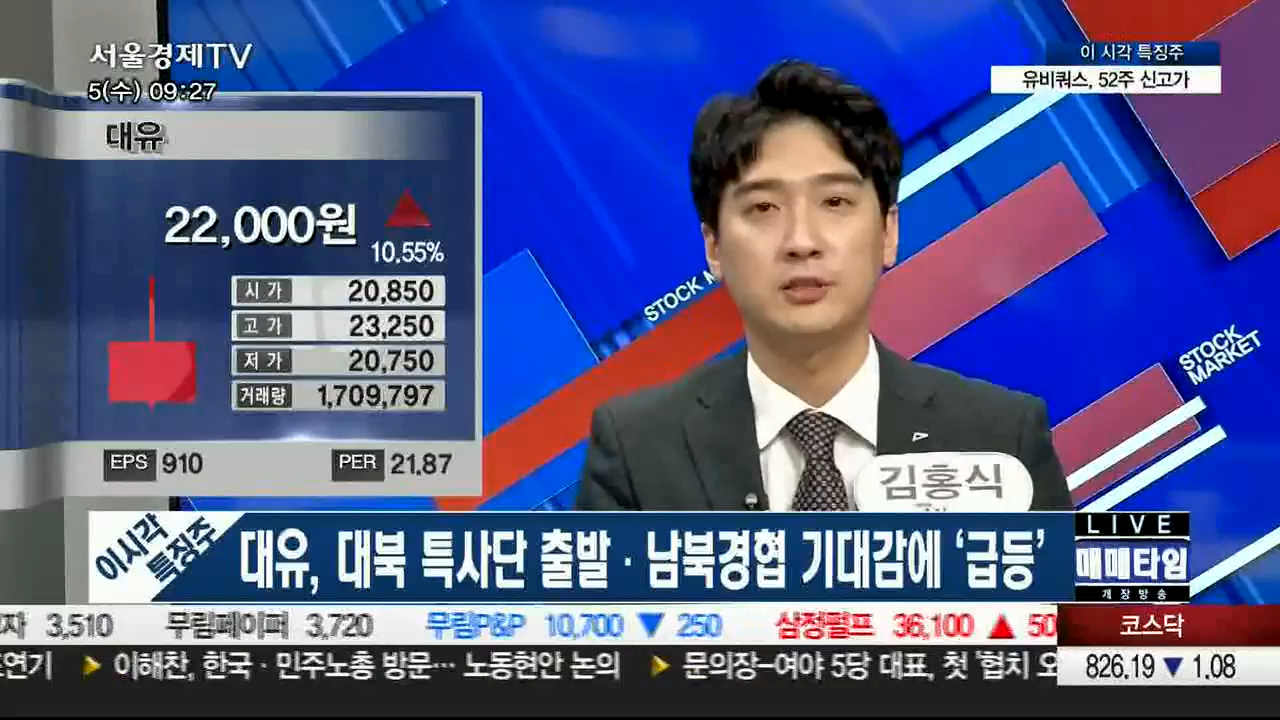 서울경제TV
5(수) 09:27
이 시각 특징주
유비쿼스, 52주 신고가
대유
22,000원 ▲
10.55%
시가 20,850
고가 23,250
저가 20,750
거래량 1,709,797
EPS 910 PER 21.87
STOCK M
STOCK MARKET
김홍식
이시각 특징주
대유, 대북 특사단 출발·남북경협 기대감에 '급등'
LIVE
매매타임
개장방송
자 3,510 무림페이퍼 3,720 무림P&P 10,700 ▼ 250 삼정펄프 36,100 ▲ 50
코스닥
826.19 ▼ 1.08
도연기 ▶ 이해찬, 한국·민주노총 방문… 노동현안 논의 ▶ 문의장-여야 5당 대표, 첫 '협치 오